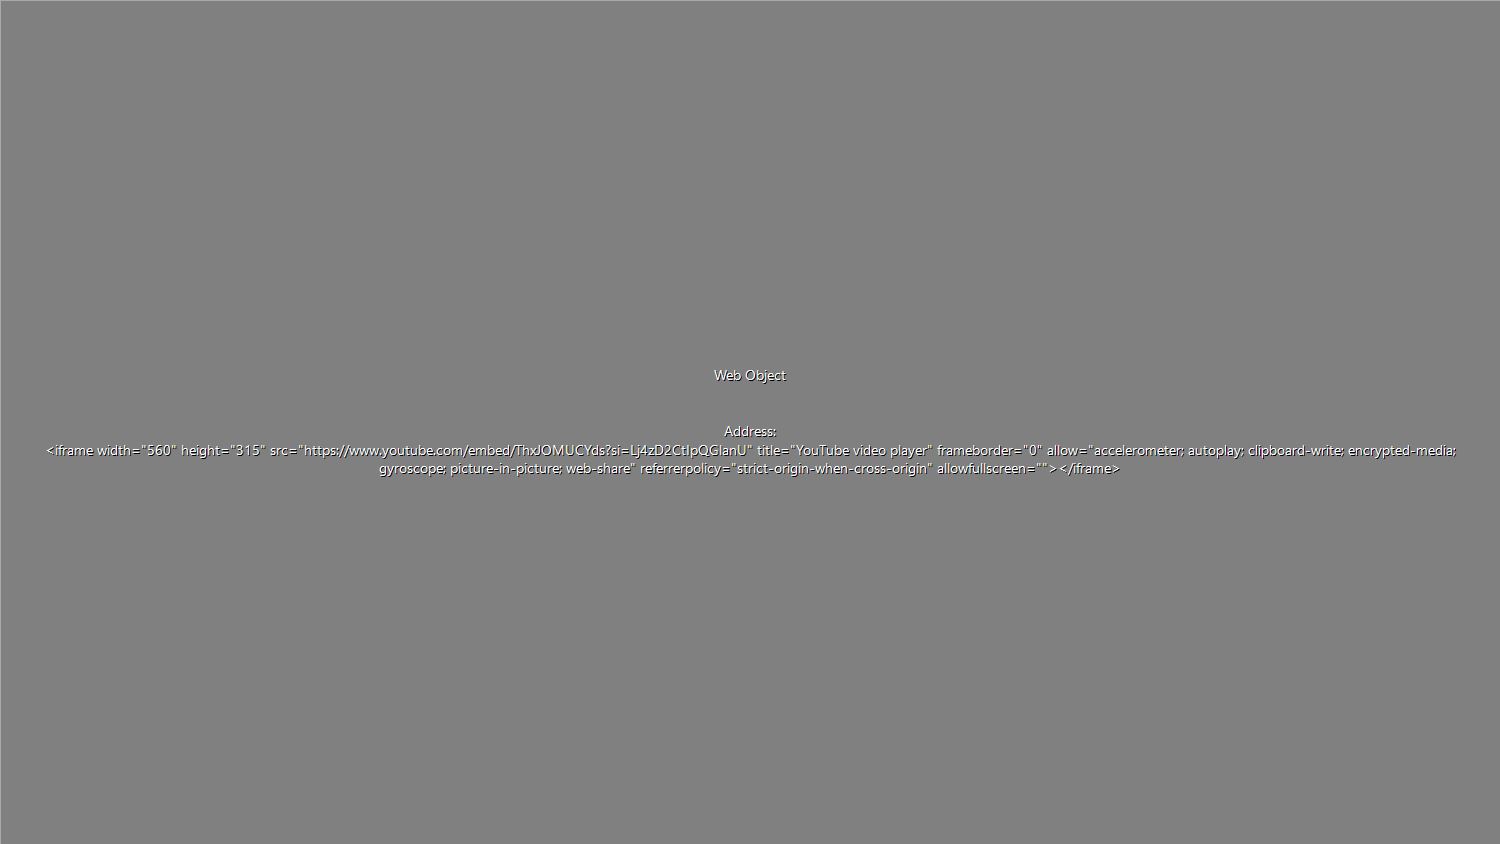 Web Object
Address:
<iframe width="560" height="315" src="https://www.youtube.com/embed/ThxJOMUCYds?si=Lj4zD2CtIpQGlanU" title="YouTube video player" frameborder="0" allow="accelerometer; autoplay; clipboard-write; encrypted-media;
gyroscope; picture-in-picture; web-share" referrerpolicy="strict-origin-when-cross-origin" allowfullscreen=""></iframe>